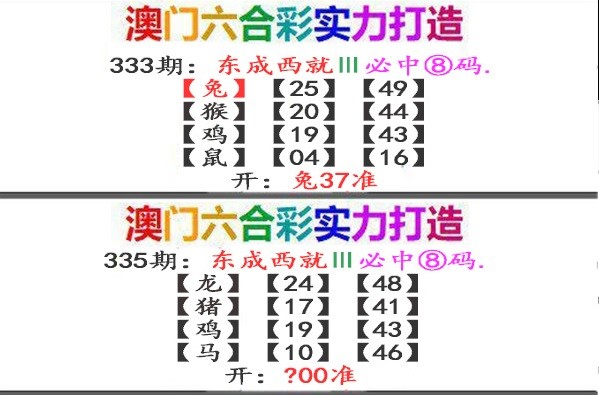 澳门六合彩实力打造
333期：东成西就III必中⑧码.
【兔】【25】【49】
【猴】【20】【44】
【鸡】【19】【43】
【鼠】【04】【16】
开：兔37准
澳门六合彩实力打造
335期：东成西就III必中⑧码.
【龙】【24】【48】
【猪】【17】【41】
【鸡】【19】【43】
【马】【10】【46】
开：?00准